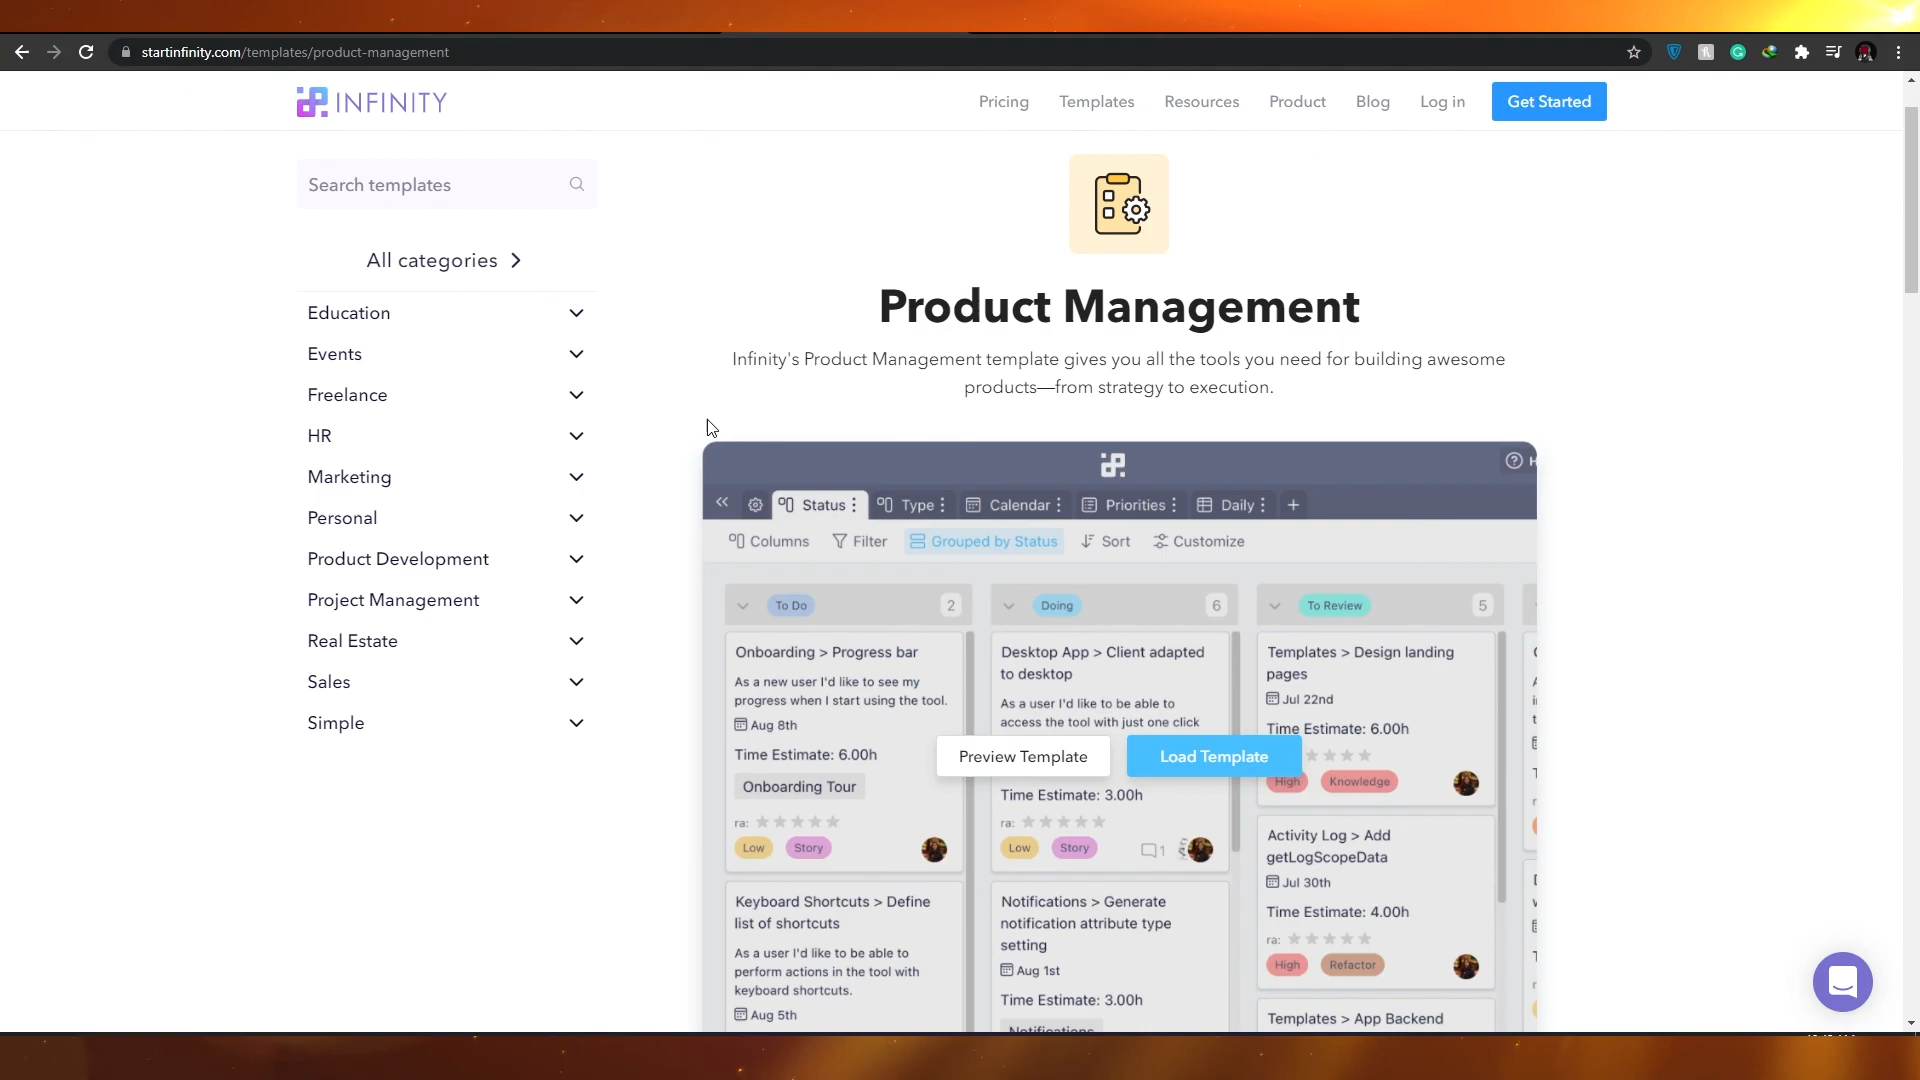 startinfinity.com/templates/product-management
INFINITY
Pricing
Templates
Resources
Product
Blog
Log in
Get Started
Search templates
All categories
Education
Events
Freelance
HR
Marketing
Personal
Product Development
Project Management
Real Estate
Sales
Simple
Product Management
Infinity's Product Management template gives you all the tools you need for building awesome
products—from strategy to execution.
Status
Type
Calendar
Priorities
Daily
Columns
Filter
Grouped by Status
Sort
Customize
To Do
2
Onboarding > Progress bar
As a new user I'd like to see my
progress when I start using the tool.
Aug 8th
Time Estimate: 6.00h
Onboarding Tour
ra:
Low
Story
Keyboard Shortcuts > Define
list of shortcuts
As a user I'd like to be able to
perform actions in the tool with
keyboard shortcuts.
Aug 5th
Doing
6
Desktop App > Client adapted
to desktop
As a user I'd like to be able to
access the tool with just one click
Preview Template
Load Template
Time Estimate: 3.00h
ra:
Low
Story
1
Notifications > Generate
notification attribute type
setting
Aug 1st
Time Estimate: 3.00h
Notifications
To Review
5
Templates > Design landing
pages
Jul 22nd
Time Estimate: 6.00h
High
Knowledge
Activity Log > Add
getLogScopeData
Jul 30th
Time Estimate: 4.00h
ra:
High
Refactor
Templates > App Backend